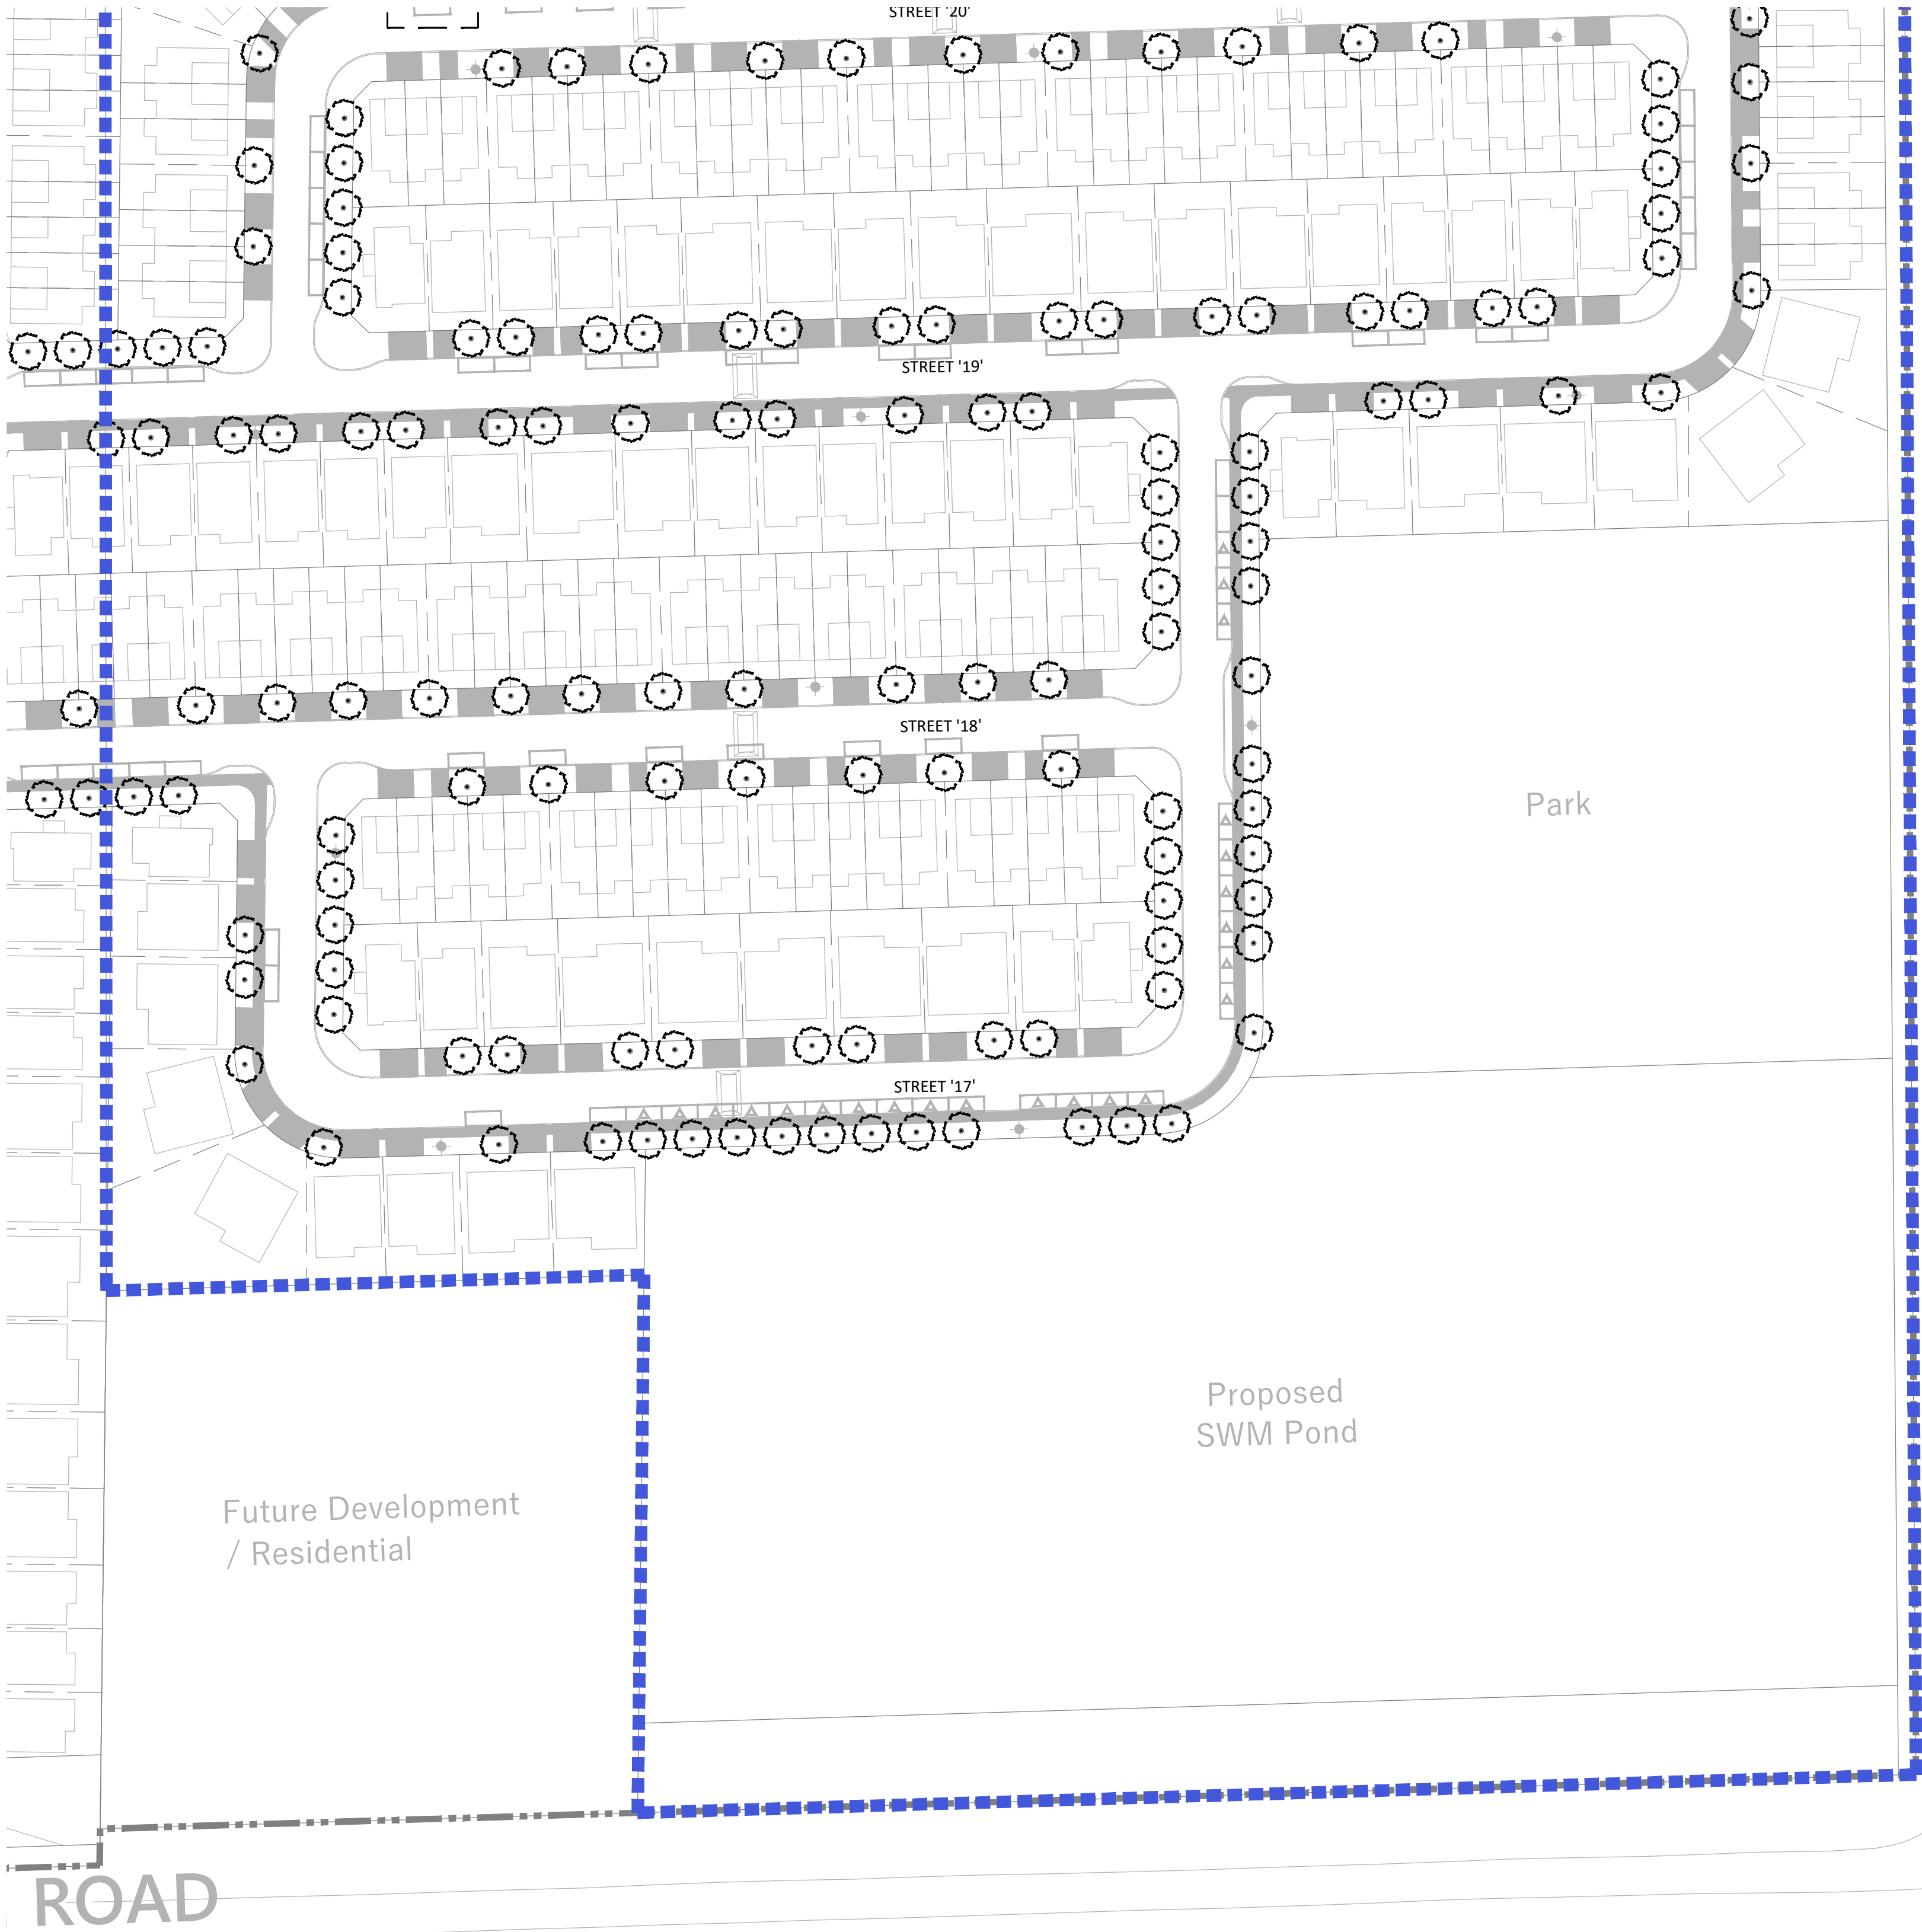 STREET '20'
STREET '19'
STREET '18'
Park
STREET '17'
Proposed
SWM Pond
Future Development
/ Residential
ROAD